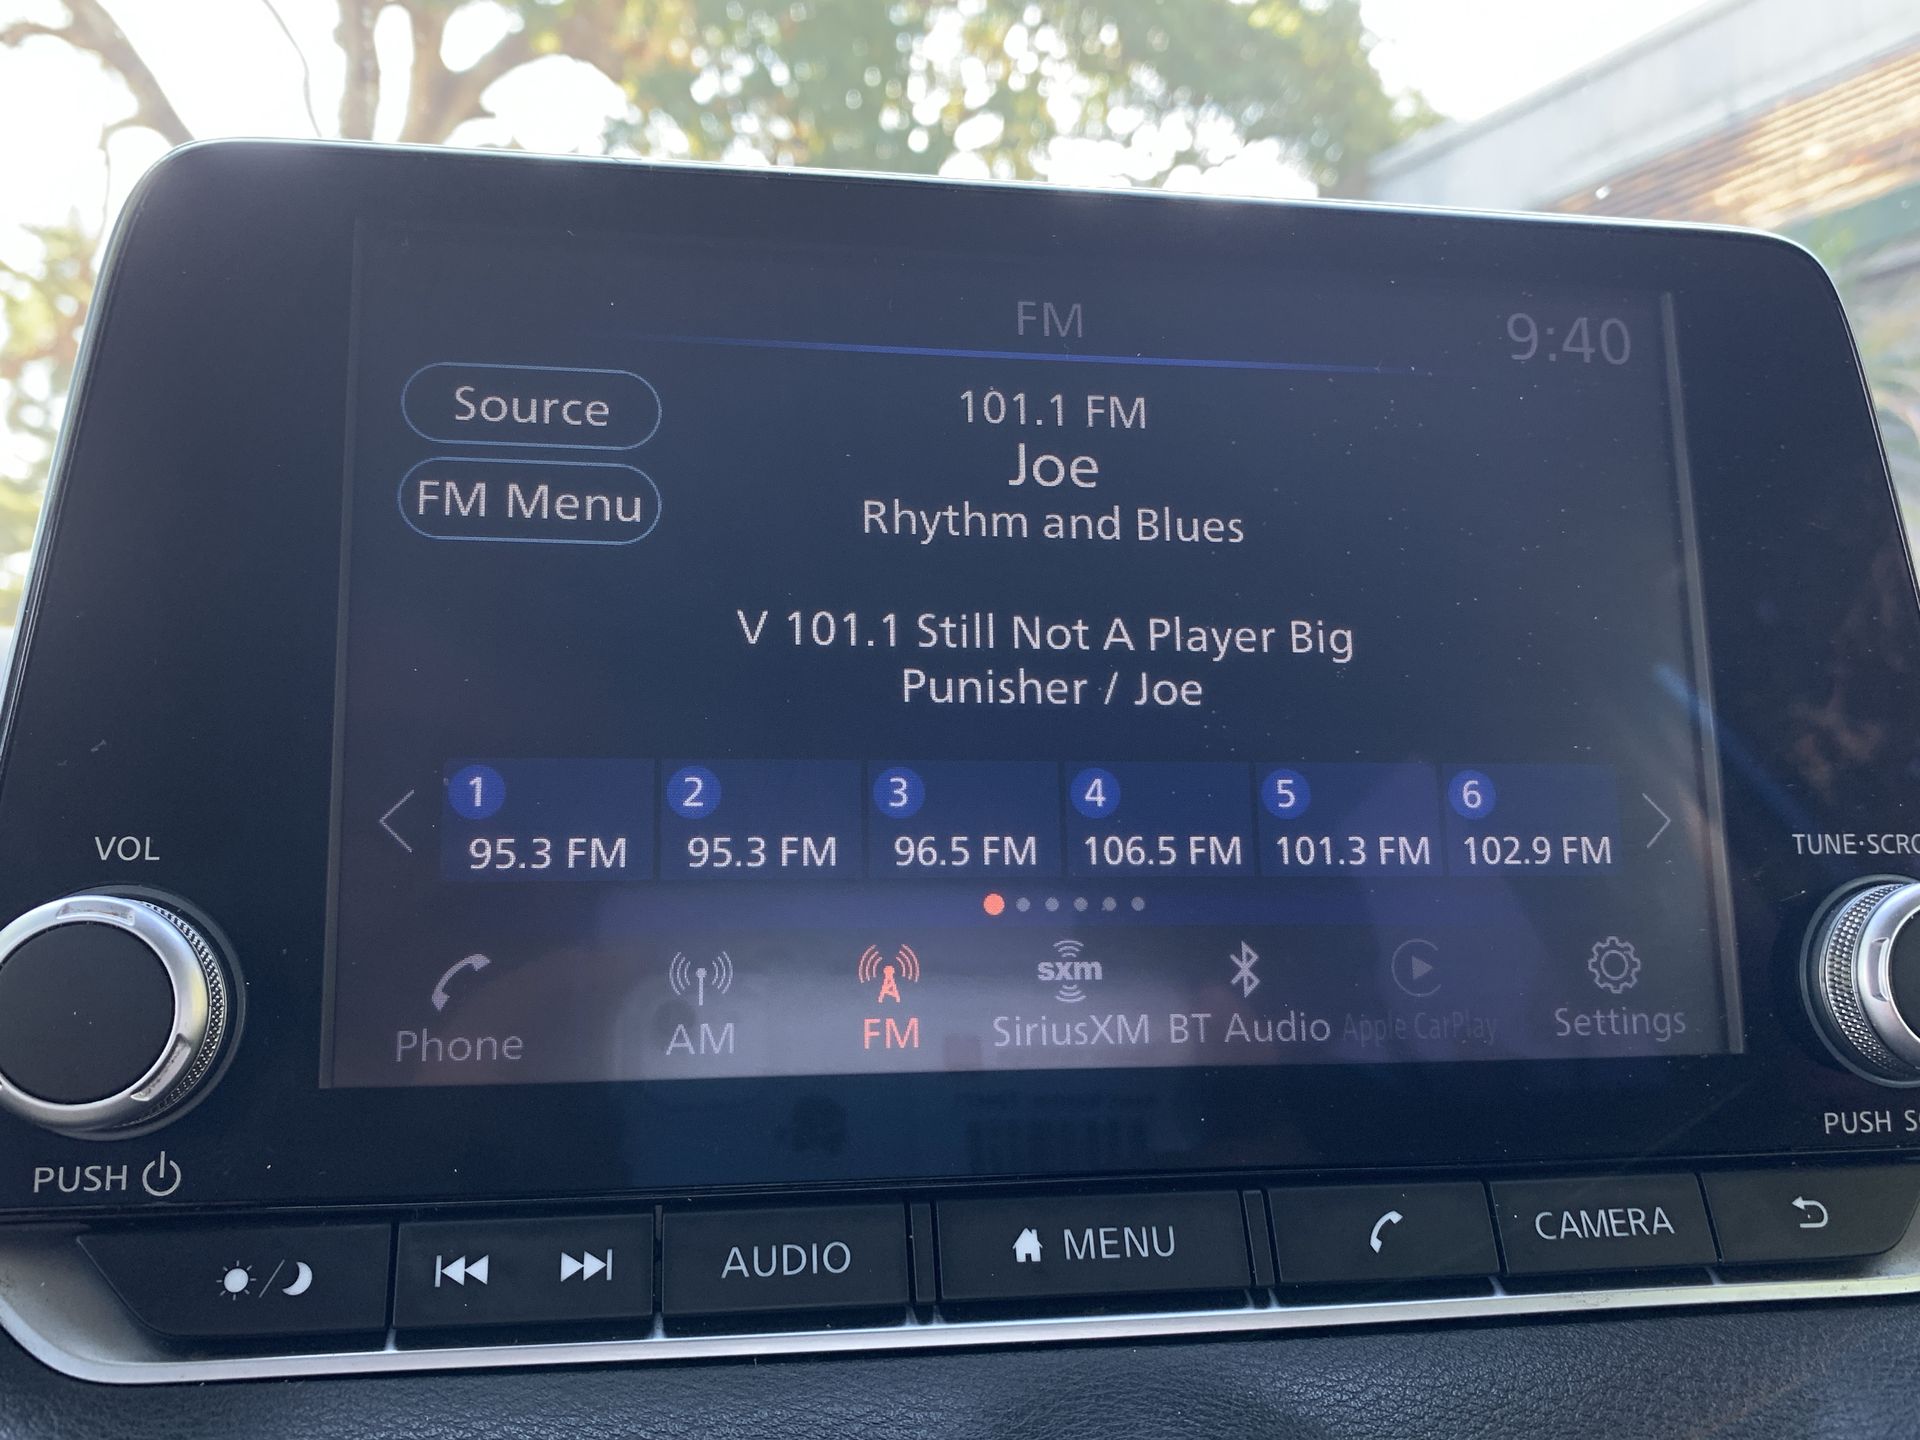 FM
9:40
Source
FM Menu
101.1 FM
Joe
Rhythm and Blues
V 101.1 Still Not A Player Big
Punisher / Joe
1
2
3
4
5
6
95.3 FM
95.3 FM
96.5 FM
106.5 FM
101.3 FM
102.9 FM
VOL
TUNE·SCRO
sxm
Phone
AM
FM
SiriusXM
BT Audio
Apple CarPlay
Settings
PUSH
PUSH S
AUDIO
MENU
CAMERA